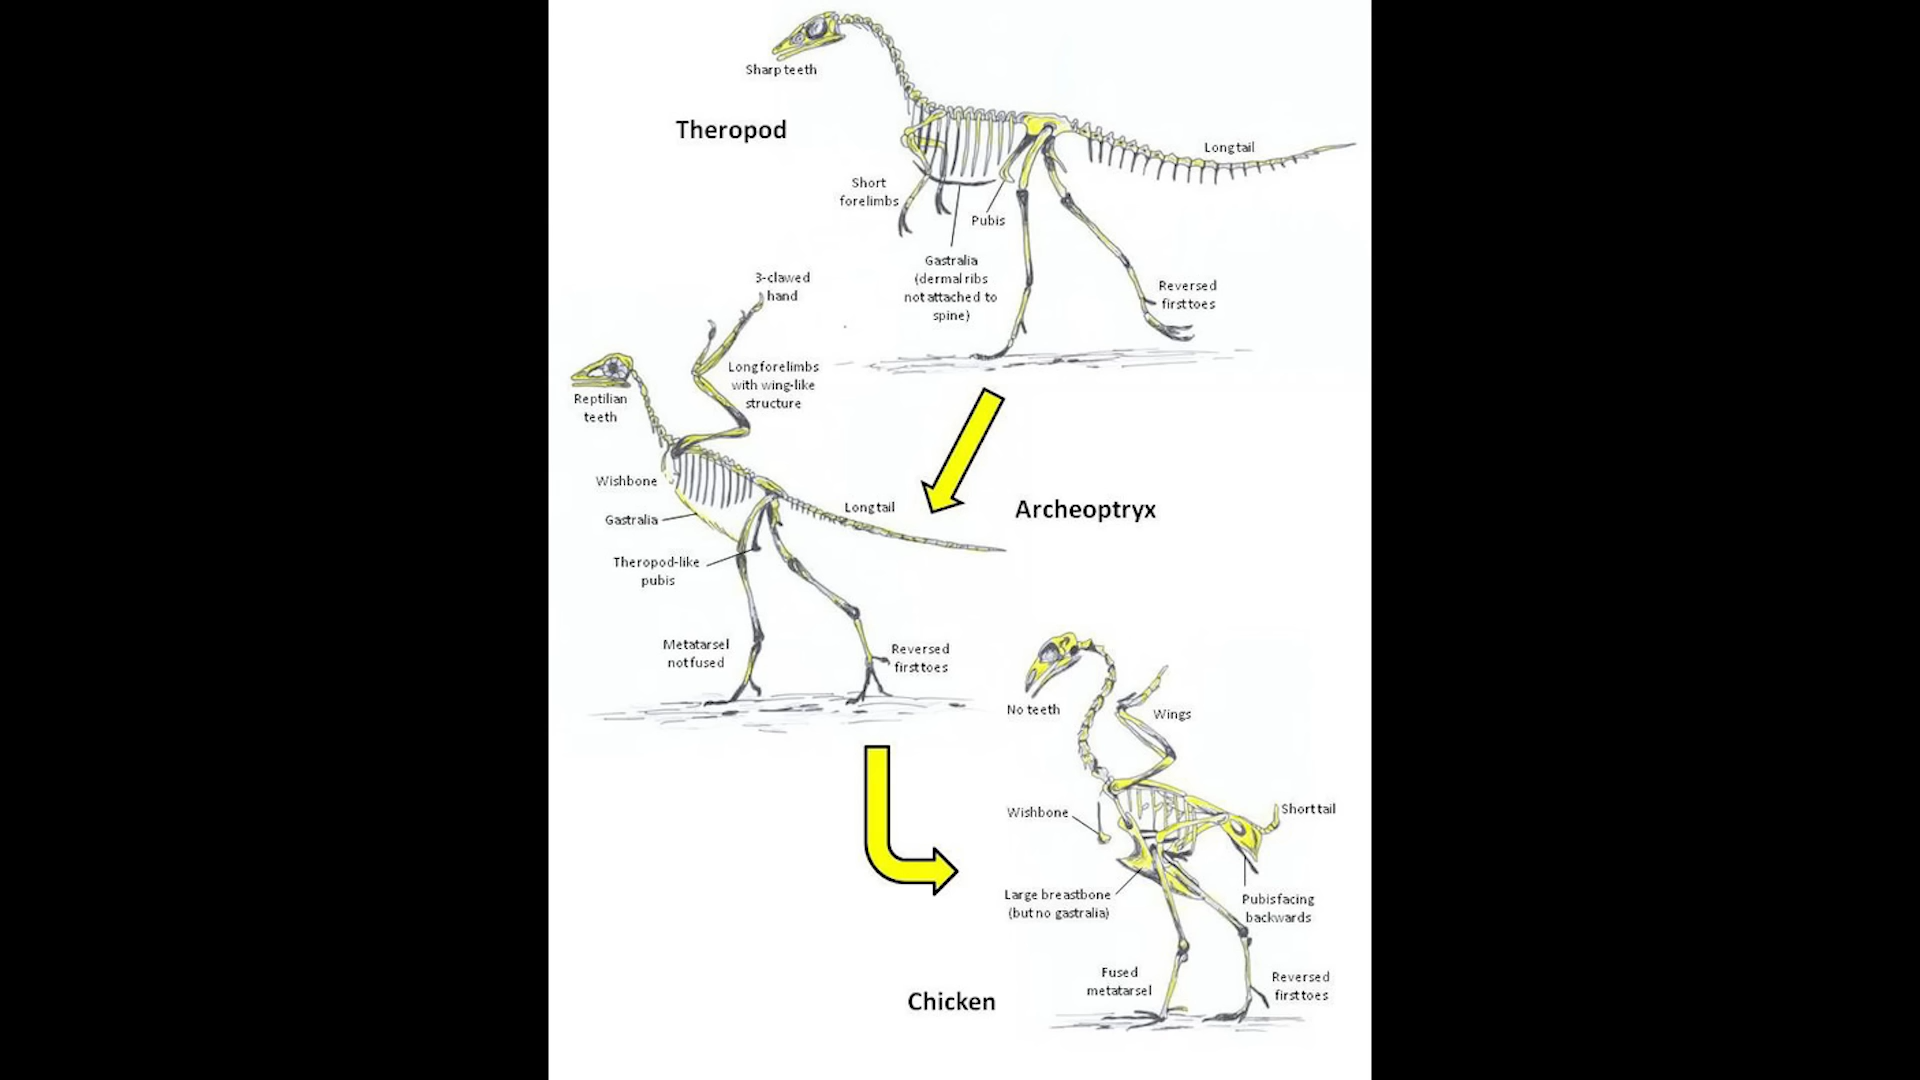 Sharp teeth
Theropod
Long tail
Short
forelimbs
Pubis
Gastralia
(dermal ribs
not attached to
spine)
Reversed
first toes
3-clawed
hand
Long forelimbs
with wing-like
structure
Reptilian
teeth
Wishbone
Gastralia
Long tail
Archeoptryx
Theropod-like
pubis
Metatarsel
not fused
Reversed
first toes
No teeth
Wings
Wishbone
Short tail
Large breastbone
(but no gastralia)
Pubis facing
backwards
Fused
metatarsel
Reversed
first toes
Chicken